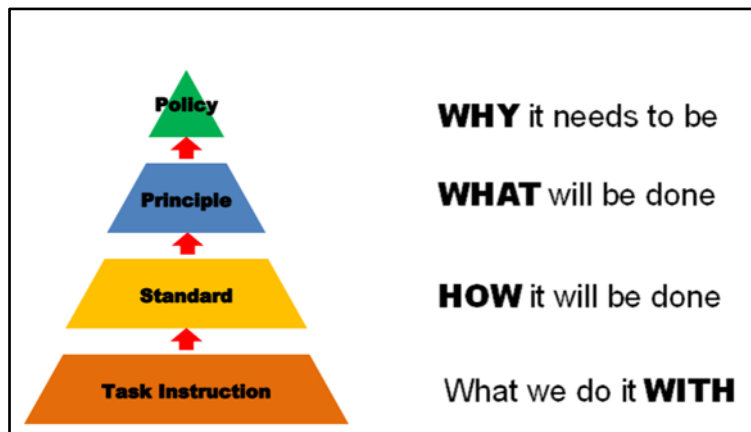 Policy
WHY it needs to be
Principle
WHAT will be done
Standard
HOW it will be done
Task Instruction
What we do it WITH